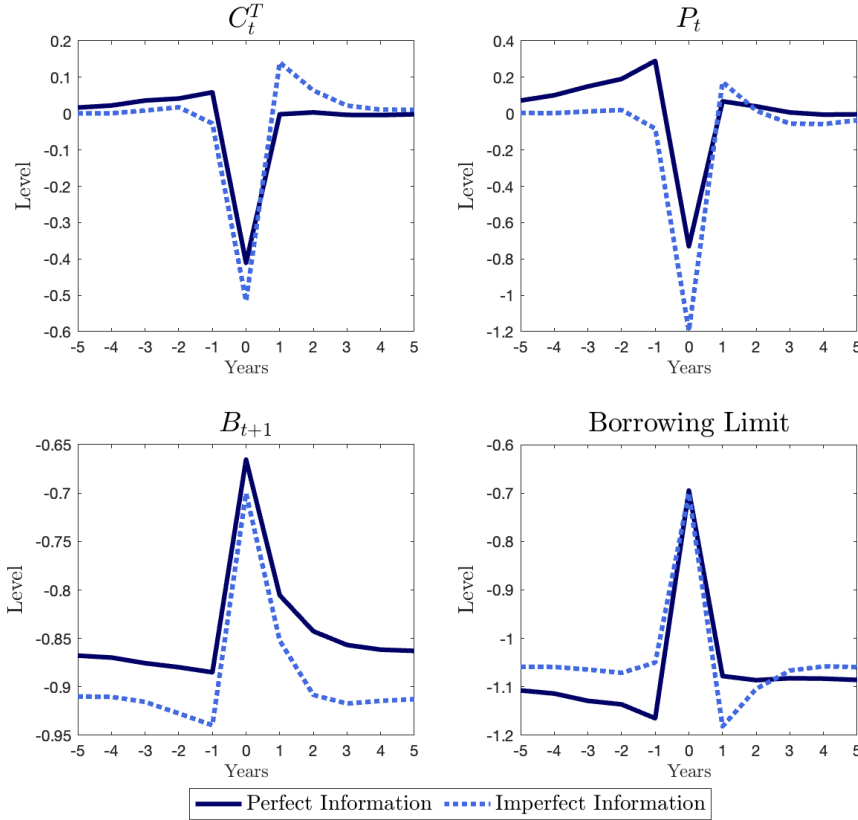 C_t^T
P_t
0.2
0.1
0
-0.1
-0.2
-0.3
-0.4
-0.5
-0.6
Level
-5 -4 -3 -2 -1 0 1 2 3 4 5
Years
0.4
0.2
0
-0.2
-0.4
-0.6
-0.8
-1
-1.2
Level
-5 -4 -3 -2 -1 0 1 2 3 4 5
Years
B_{t+1}
Borrowing Limit
-0.65
-0.7
-0.75
-0.8
-0.85
-0.9
-0.95
Level
-5 -4 -3 -2 -1 0 1 2 3 4 5
Years
-0.6
-0.7
-0.8
-0.9
-1
-1.1
-1.2
Level
-5 -4 -3 -2 -1 0 1 2 3 4 5
Years
Perfect Information Imperfect Information